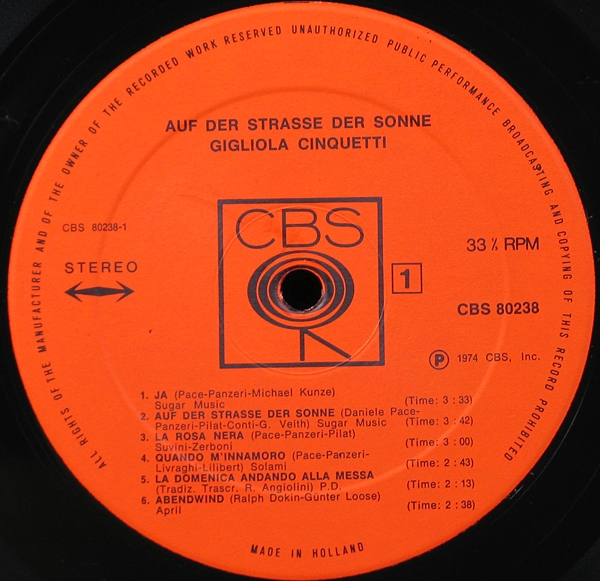 ALL RIGHTS OF THE MANUFACTURER AND OF THE OWNER OF THE RECORDED WORK RESERVED UNAUTHORIZED PUBLIC PERFORMANCE BROADCASTING AND COPYING OF THIS RECORD PROHIBITED
AUF DER STRASSE DER SONNE
GIGLIOLA CINQUETTI
CBS 80238-1
STEREO
CBS
33⅓ RPM
1
CBS 80238
Ⓟ 1974 CBS, Inc.
1. JA (Pace-Panzeri-Michael Kunze)
Sugar Music (Time: 3 : 33)
2. AUF DER STRASSE DER SONNE (Daniele Pace-
Panzeri-Pilat-Conti-G. Veith) Sugar Music (Time: 3 : 42)
3. LA ROSA NERA (Pace-Panzeri-Pilat)
Suvini-Zerboni (Time: 3 : 00)
4. QUANDO M'INNAMORO (Pace-Panzeri-
Livraghi-Lilibert) Solami (Time: 2 : 43)
5. LA DOMENICA ANDANDO ALLA MESSA
(Tradiz. Trascr. R. Angiolini) P.D. (Time: 2 : 13)
6. ABENDWIND (Ralph Dokin-Günter Loose)
April (Time: 2 : 38)
MADE IN HOLLAND